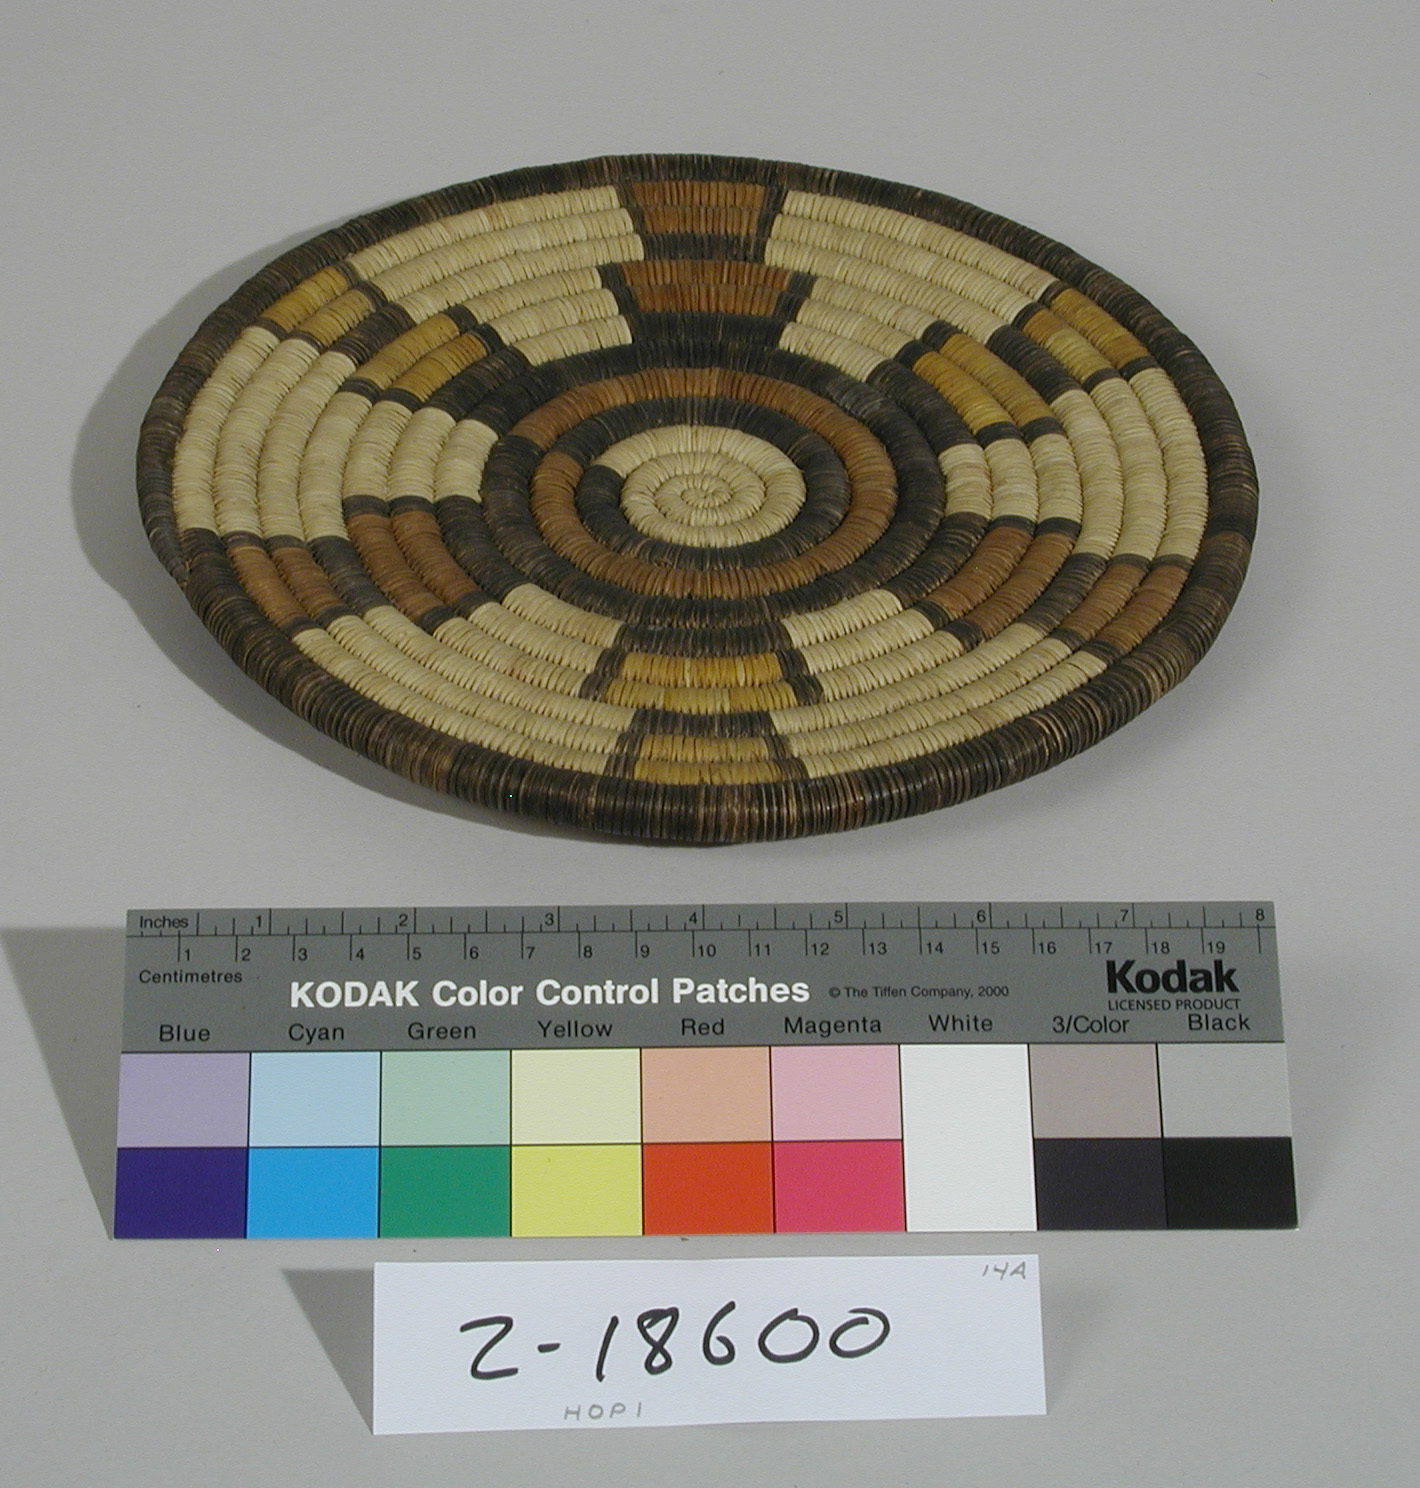 Inches 1 2 3 4 5 6 7 8
1 2 3 4 5 6 7 8 9 10 11 12 13 14 15 16 17 18 19
Centimetres
KODAK Color Control Patches © The Tiffen Company, 2000
Kodak
LICENSED PRODUCT
Blue Cyan Green Yellow Red Magenta White 3/Color Black
14A
Z-18600
HOPI